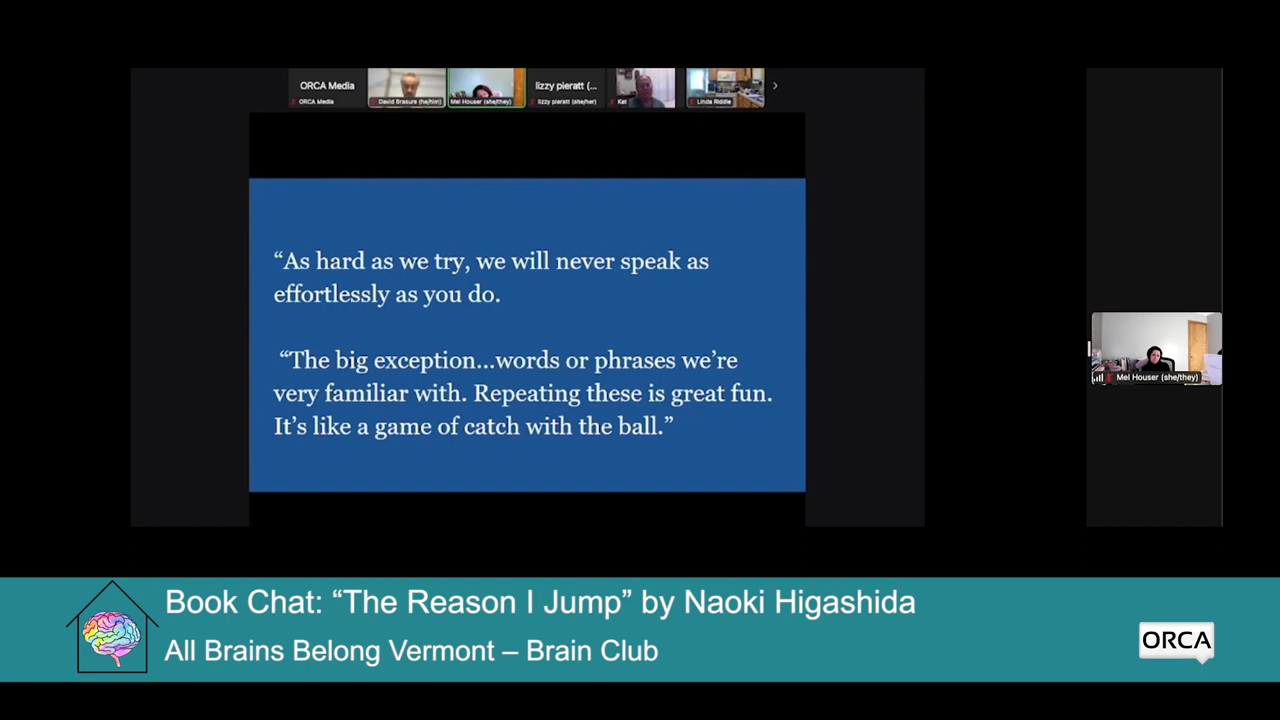 ORCA Media
lizzy pieratt (...
ORCA Media
David Brasure (he/him)
Mel Houser (she/they)
lizzy pieratt (she/her)
Kat
Linda Riddle
“As hard as we try, we will never speak as
effortlessly as you do.
“The big exception...words or phrases we’re
very familiar with. Repeating these is great fun.
It’s like a game of catch with the ball.”
Mel Houser (she/they)
Book Chat: “The Reason I Jump” by Naoki Higashida
All Brains Belong Vermont – Brain Club
ORCA